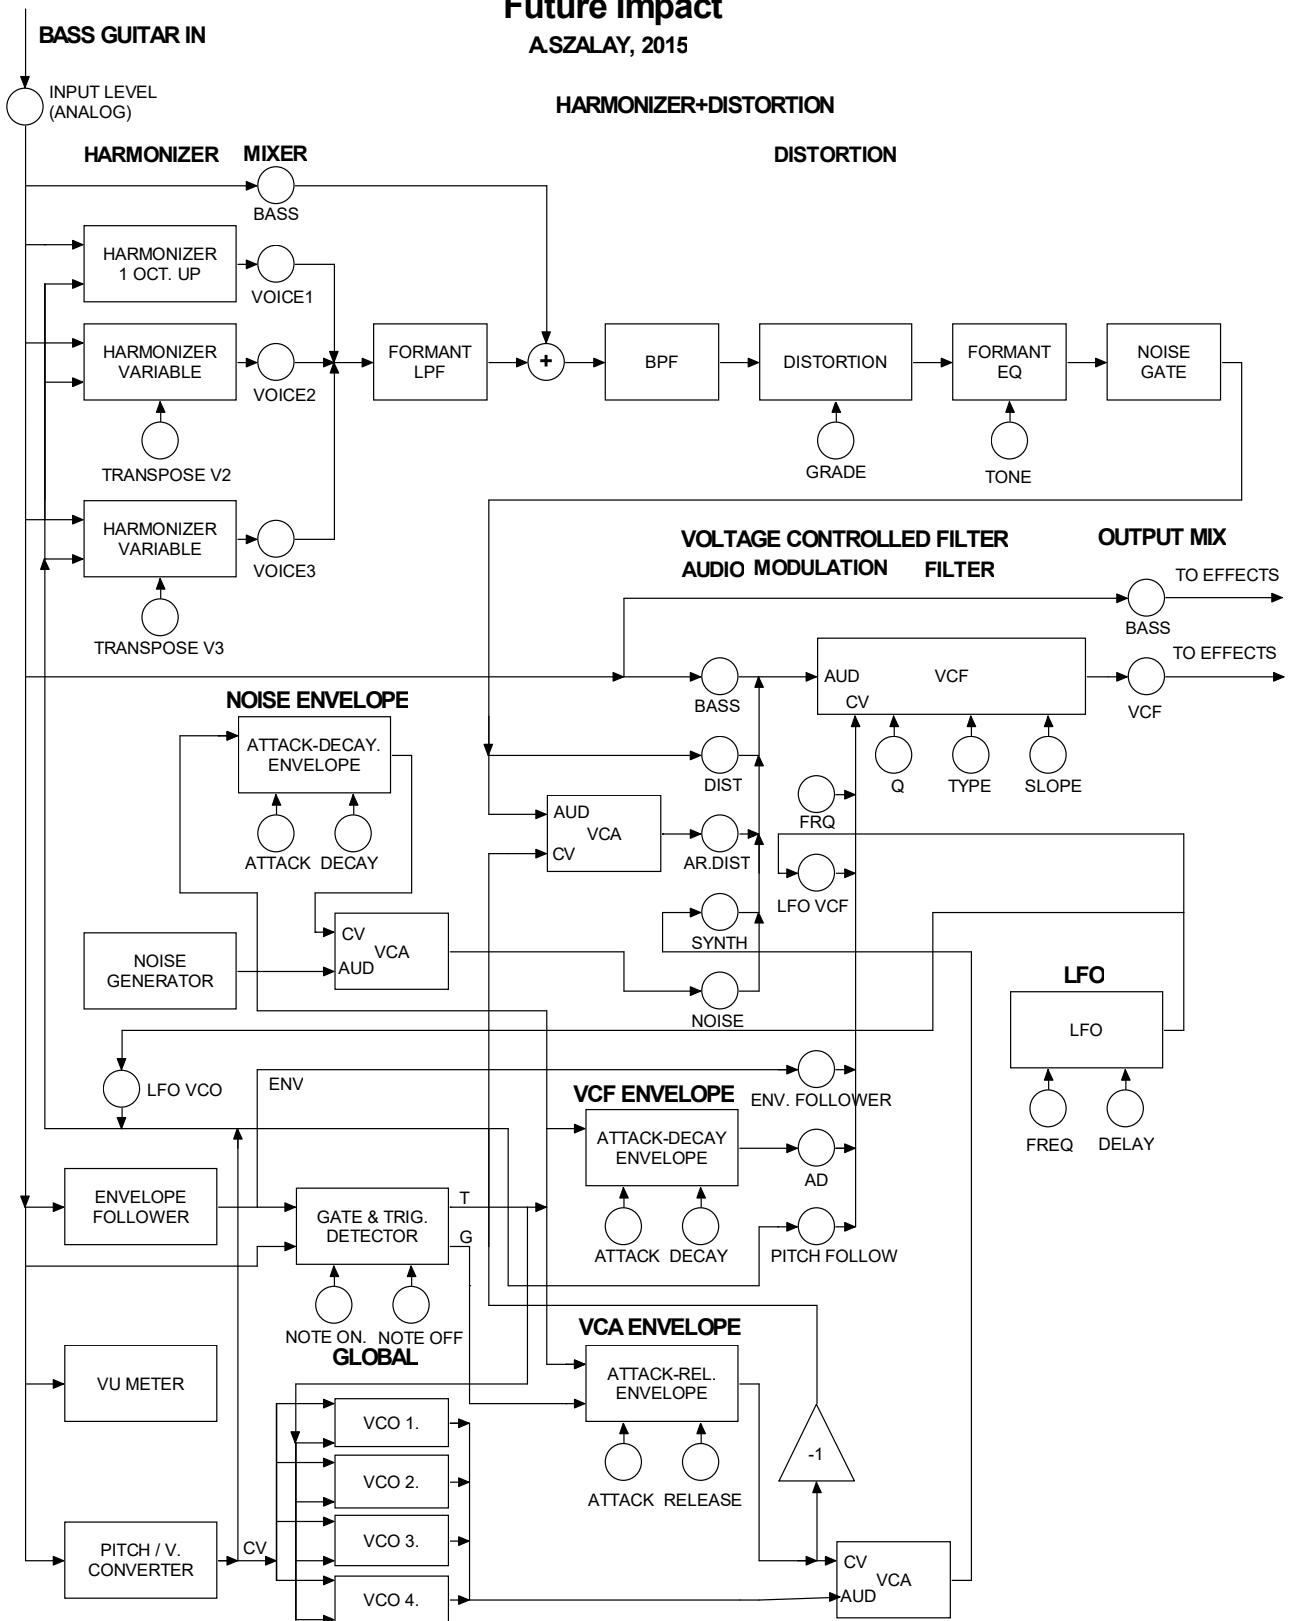 Future Impact
BASS GUITAR IN
A.SZALAY, 2015
INPUT LEVEL
(ANALOG)
HARMONIZER+DISTORTION
HARMONIZER
MIXER
DISTORTION
BASS
HARMONIZER
1 OCT. UP
VOICE1
HARMONIZER
VARIABLE
VOICE2
FORMANT
LPF
+
BPF
DISTORTION
FORMANT
EQ
NOISE
GATE
TRANSPOSE V2
GRADE
TONE
HARMONIZER
VARIABLE
VOICE3
TRANSPOSE V3
VOLTAGE CONTROLLED FILTER
AUDIO MODULATION FILTER
OUTPUT MIX
TO EFFECTS
BASS
TO EFFECTS
AUD
VCF
CV
BASS
VCF
NOISE ENVELOPE
ATTACK-DECAY.
ENVELOPE
DIST
Q
TYPE
SLOPE
FRQ
ATTACK
DECAY
AUD
VCA
CV
AR.DIST
LFO VCF
CV
VCA
AUD
SYNTH
NOISE
GENERATOR
NOISE
LFO
LFO
LFO VCO
ENV
VCF ENVELOPE
ENV. FOLLOWER
FREQ
DELAY
ATTACK-DECAY
ENVELOPE
AD
ENVELOPE
FOLLOWER
GATE & TRIG.
DETECTOR
T
G
ATTACK
DECAY
PITCH FOLLOW
NOTE ON.
NOTE OFF
GLOBAL
VCA ENVELOPE
VU METER
ATTACK-REL.
ENVELOPE
VCO 1.
-1
VCO 2.
ATTACK
RELEASE
VCO 3.
PITCH / V.
CONVERTER
CV
CV
VCA
AUD
VCO 4.